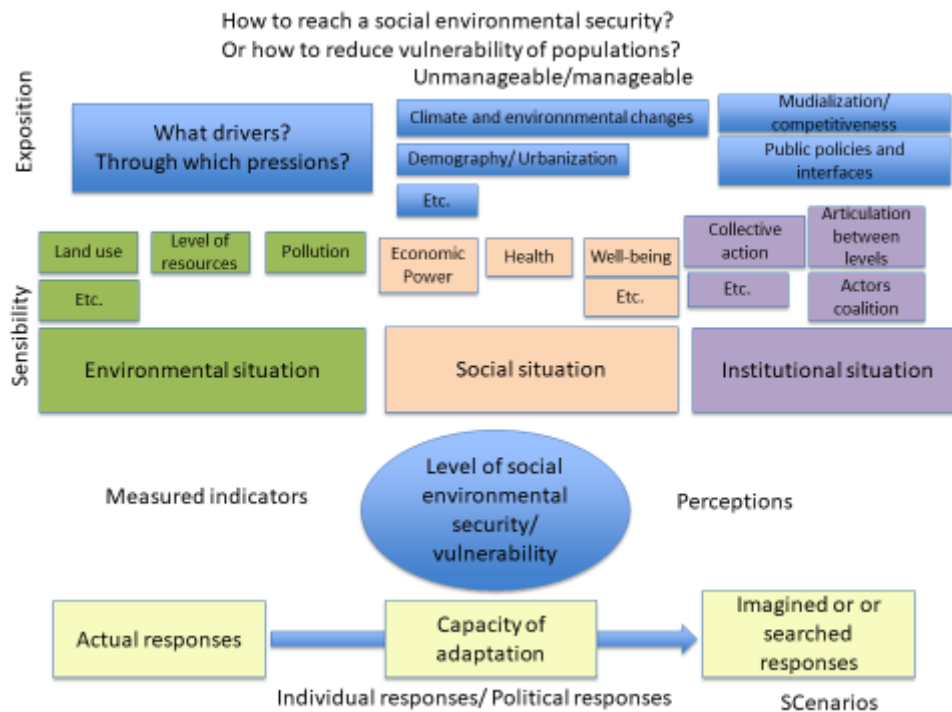 How to reach a social environmental security?
Or how to reduce vulnerability of populations?
Unmanageable/manageable
Exposition
What drivers?
Through which pressions?
Climate and environnmental changes
Demography/ Urbanization
Etc.
Mudialization/
competitiveness
Public policies and
interfaces
Sensibility
Land use
Level of
resources
Pollution
Etc.
Economic
Power
Health
Well-being
Etc.
Collective
action
Etc.
Articulation
between
levels
Actors
coalition
Environmental situation
Social situation
Institutional situation
Measured indicators
Level of social
environmental
security/
vulnerability
Perceptions
Actual responses
Capacity of
adaptation
Imagined or or
searched
responses
Individual responses/ Political responses
SCenarios